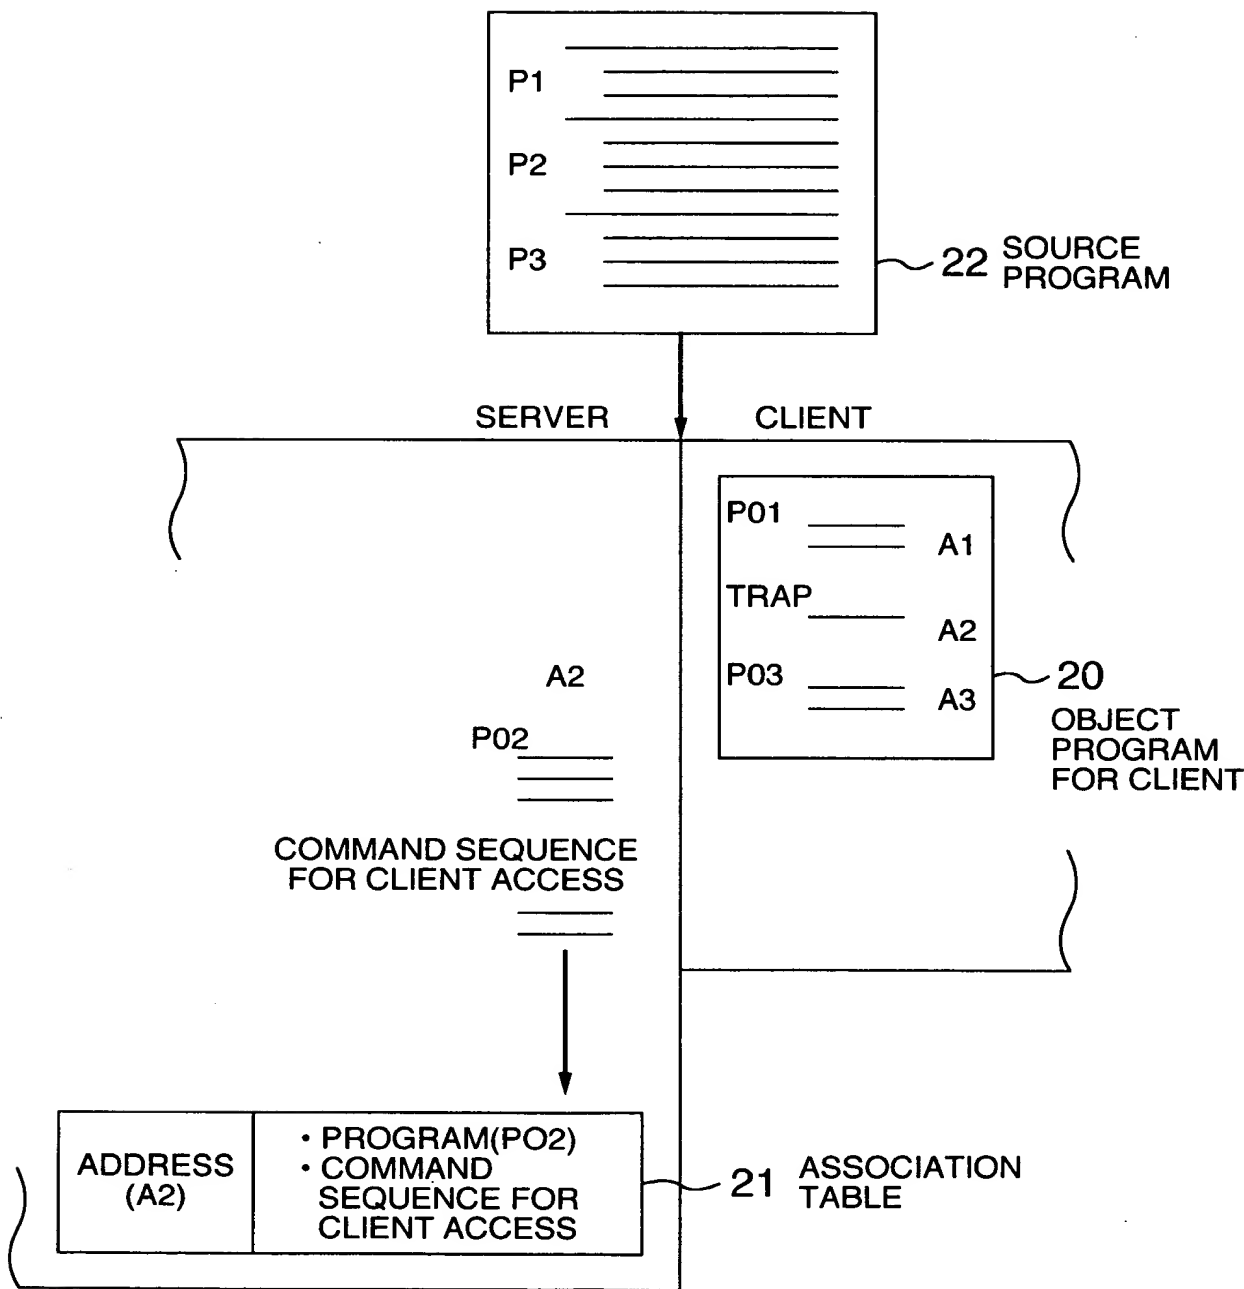 P1
P2
P3
22 SOURCE
PROGRAM
SERVER
CLIENT
P01
A1
TRAP
A2
P03
A3
20
OBJECT
PROGRAM
FOR CLIENT
A2
P02
COMMAND SEQUENCE
FOR CLIENT ACCESS
ADDRESS
(A2)
• PROGRAM(PO2)
• COMMAND
SEQUENCE FOR
CLIENT ACCESS
21 ASSOCIATION
TABLE